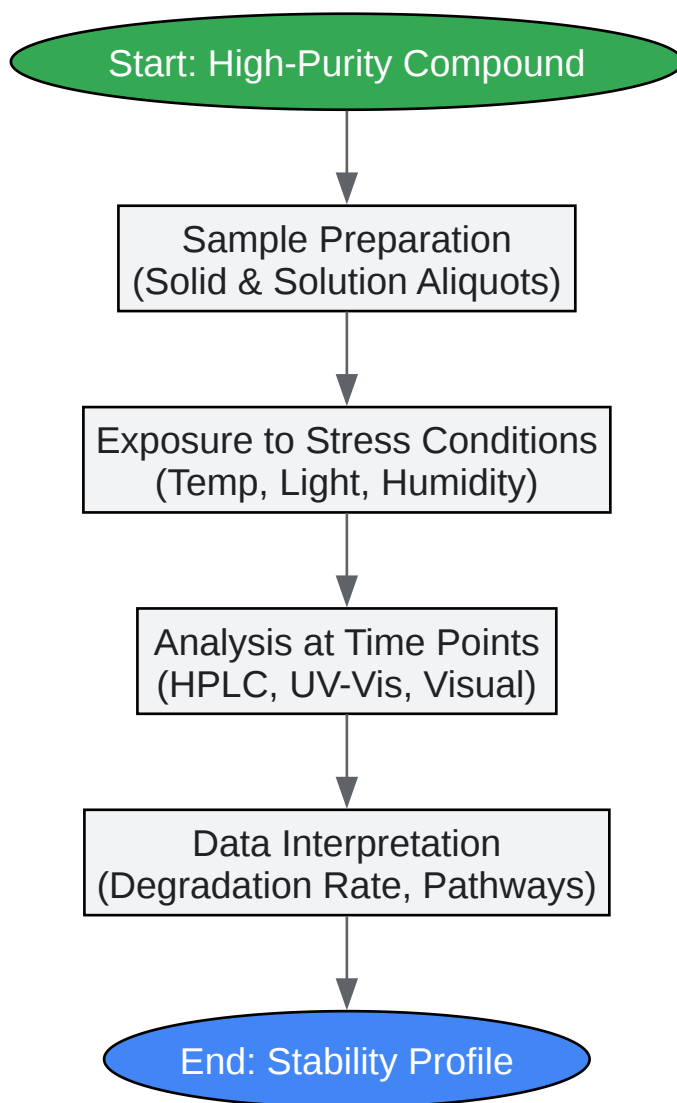 Start: High-Purity Compound
Sample Preparation
(Solid & Solution Aliquots)
Exposure to Stress Conditions
(Temp, Light, Humidity)
Analysis at Time Points
(HPLC, UV-Vis, Visual)
Data Interpretation
(Degradation Rate, Pathways)
End: Stability Profile